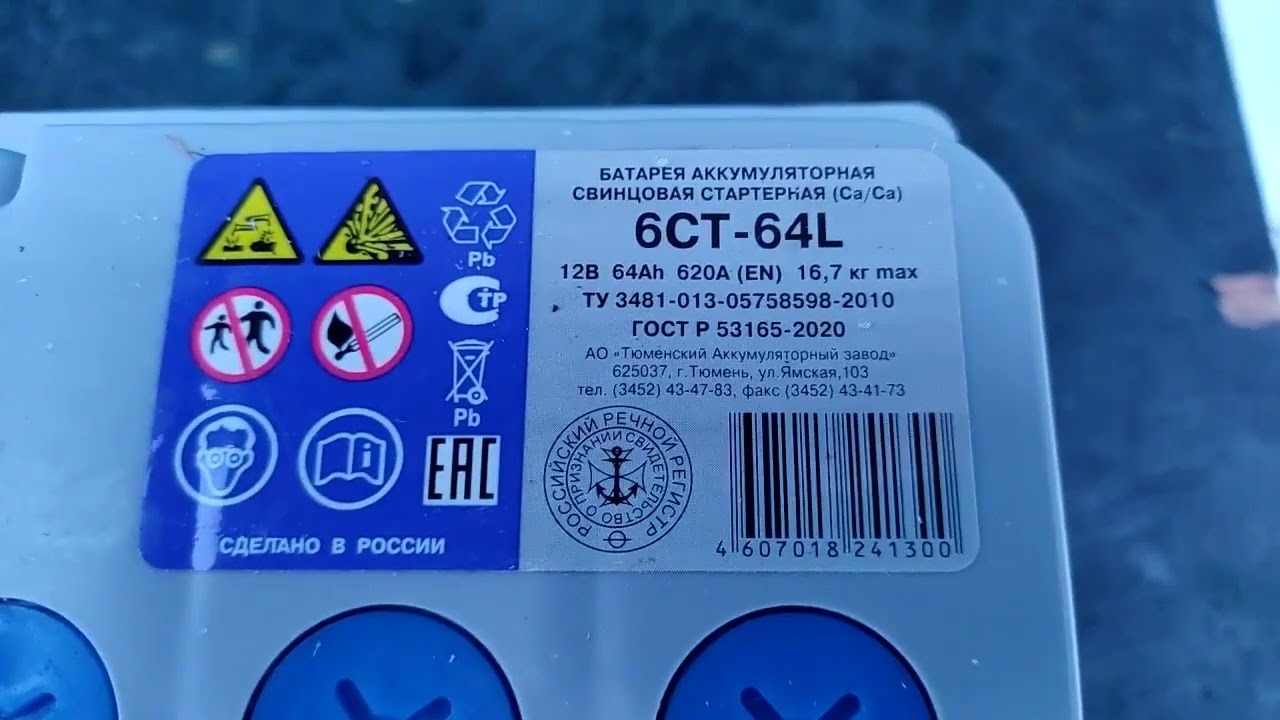 БАТАРЕЯ АККУМУЛЯТОРНАЯ
СВИНЦОВАЯ СТАРТЕРНАЯ (Ca/Ca)
6СТ-64L
12В 64Ah 620А (EN) 16,7 кг max
ТУ 3481-013-05758598-2010
ГОСТ Р 53165-2020
АО «Тюменский Аккумуляторный завод»
625037, г.Тюмень, ул.Ямская,103
тел. (3452) 43-47-83, факс (3452) 43-41-73
РОССИЙСКИЙ РЕЧНОЙ РЕГИСТР
СВИДЕТЕЛЬСТВО О ПРИЗНАНИИ
4 607018 241300
Pb
СТР
Pb
EAC
СДЕЛАНО В РОССИИ